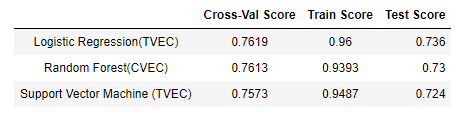 Cross-Val Score Train Score Test Score
Logistic Regression(TVEC) 0.7619 0.96 0.736
Random Forest(CVEC) 0.7613 0.9393 0.73
Support Vector Machine (TVEC) 0.7573 0.9487 0.724